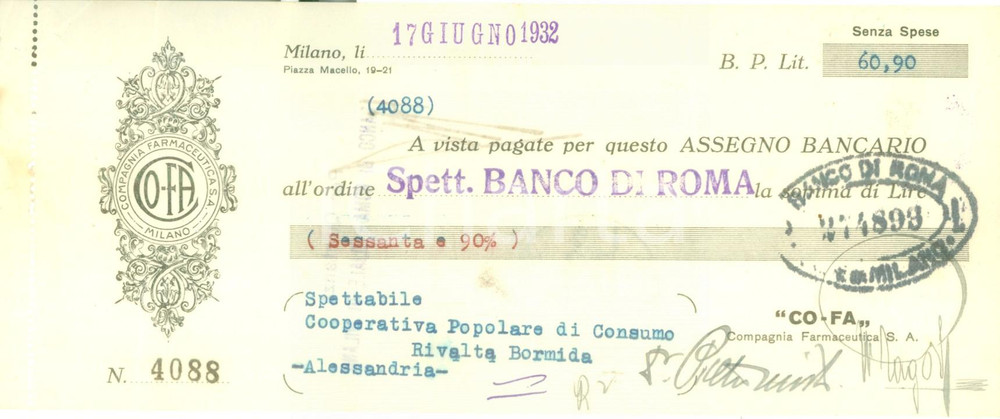 17 GIUGNO 1932
Milano, li
Piazza Macello, 19-21
Senza Spese
B. P. Lit. 60,90
(4088)
A vista pagate per questo ASSEGNO BANCARIO
all'ordine Spett. BANCO DI ROMA la somma di Lire
( Sessanta e 90% )
COMPAGNIA FARMACEUTICA S.A.
CO-FA
MILANO
BANCO DI ROMA
MILANO
Spettabile
Cooperativa Popolare di Consumo
Rivalta Bormida
-Alessandria-
"CO-FA„
Compagnia Farmaceutica S. A.
N. 4088